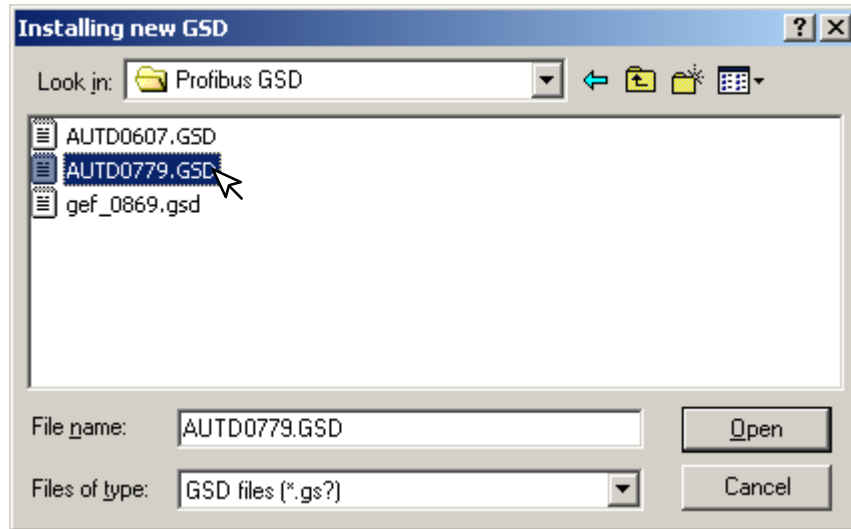 Installing new GSD
Look in: Profibus GSD
AUTD0607.GSD
AUTD0779.GSD
gef_0869.gsd
File name: AUTD0779.GSD Open
Files of type: GSD files (*.gs?) Cancel